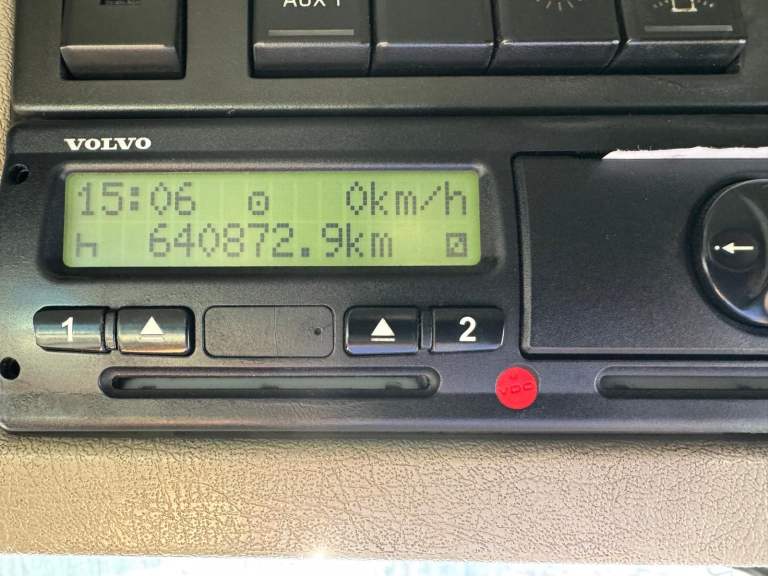 AUX 1
VOLVO
15:06 0km/h
h 640872.9km
1 2
VDO